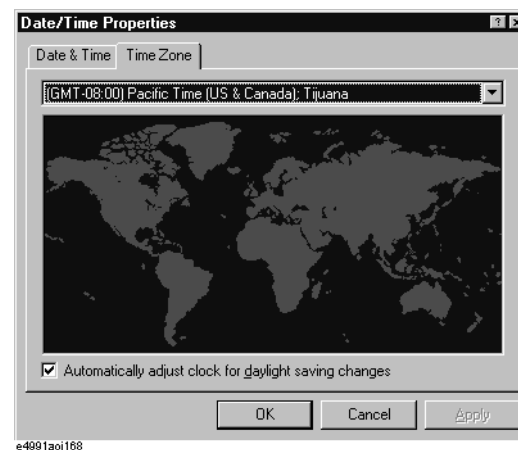 Date/Time Properties
Date & Time Time Zone
(GMT-08:00) Pacific Time (US & Canada); Tijuana
Automatically adjust clock for daylight saving changes
OK Cancel Apply
e4991aoj168